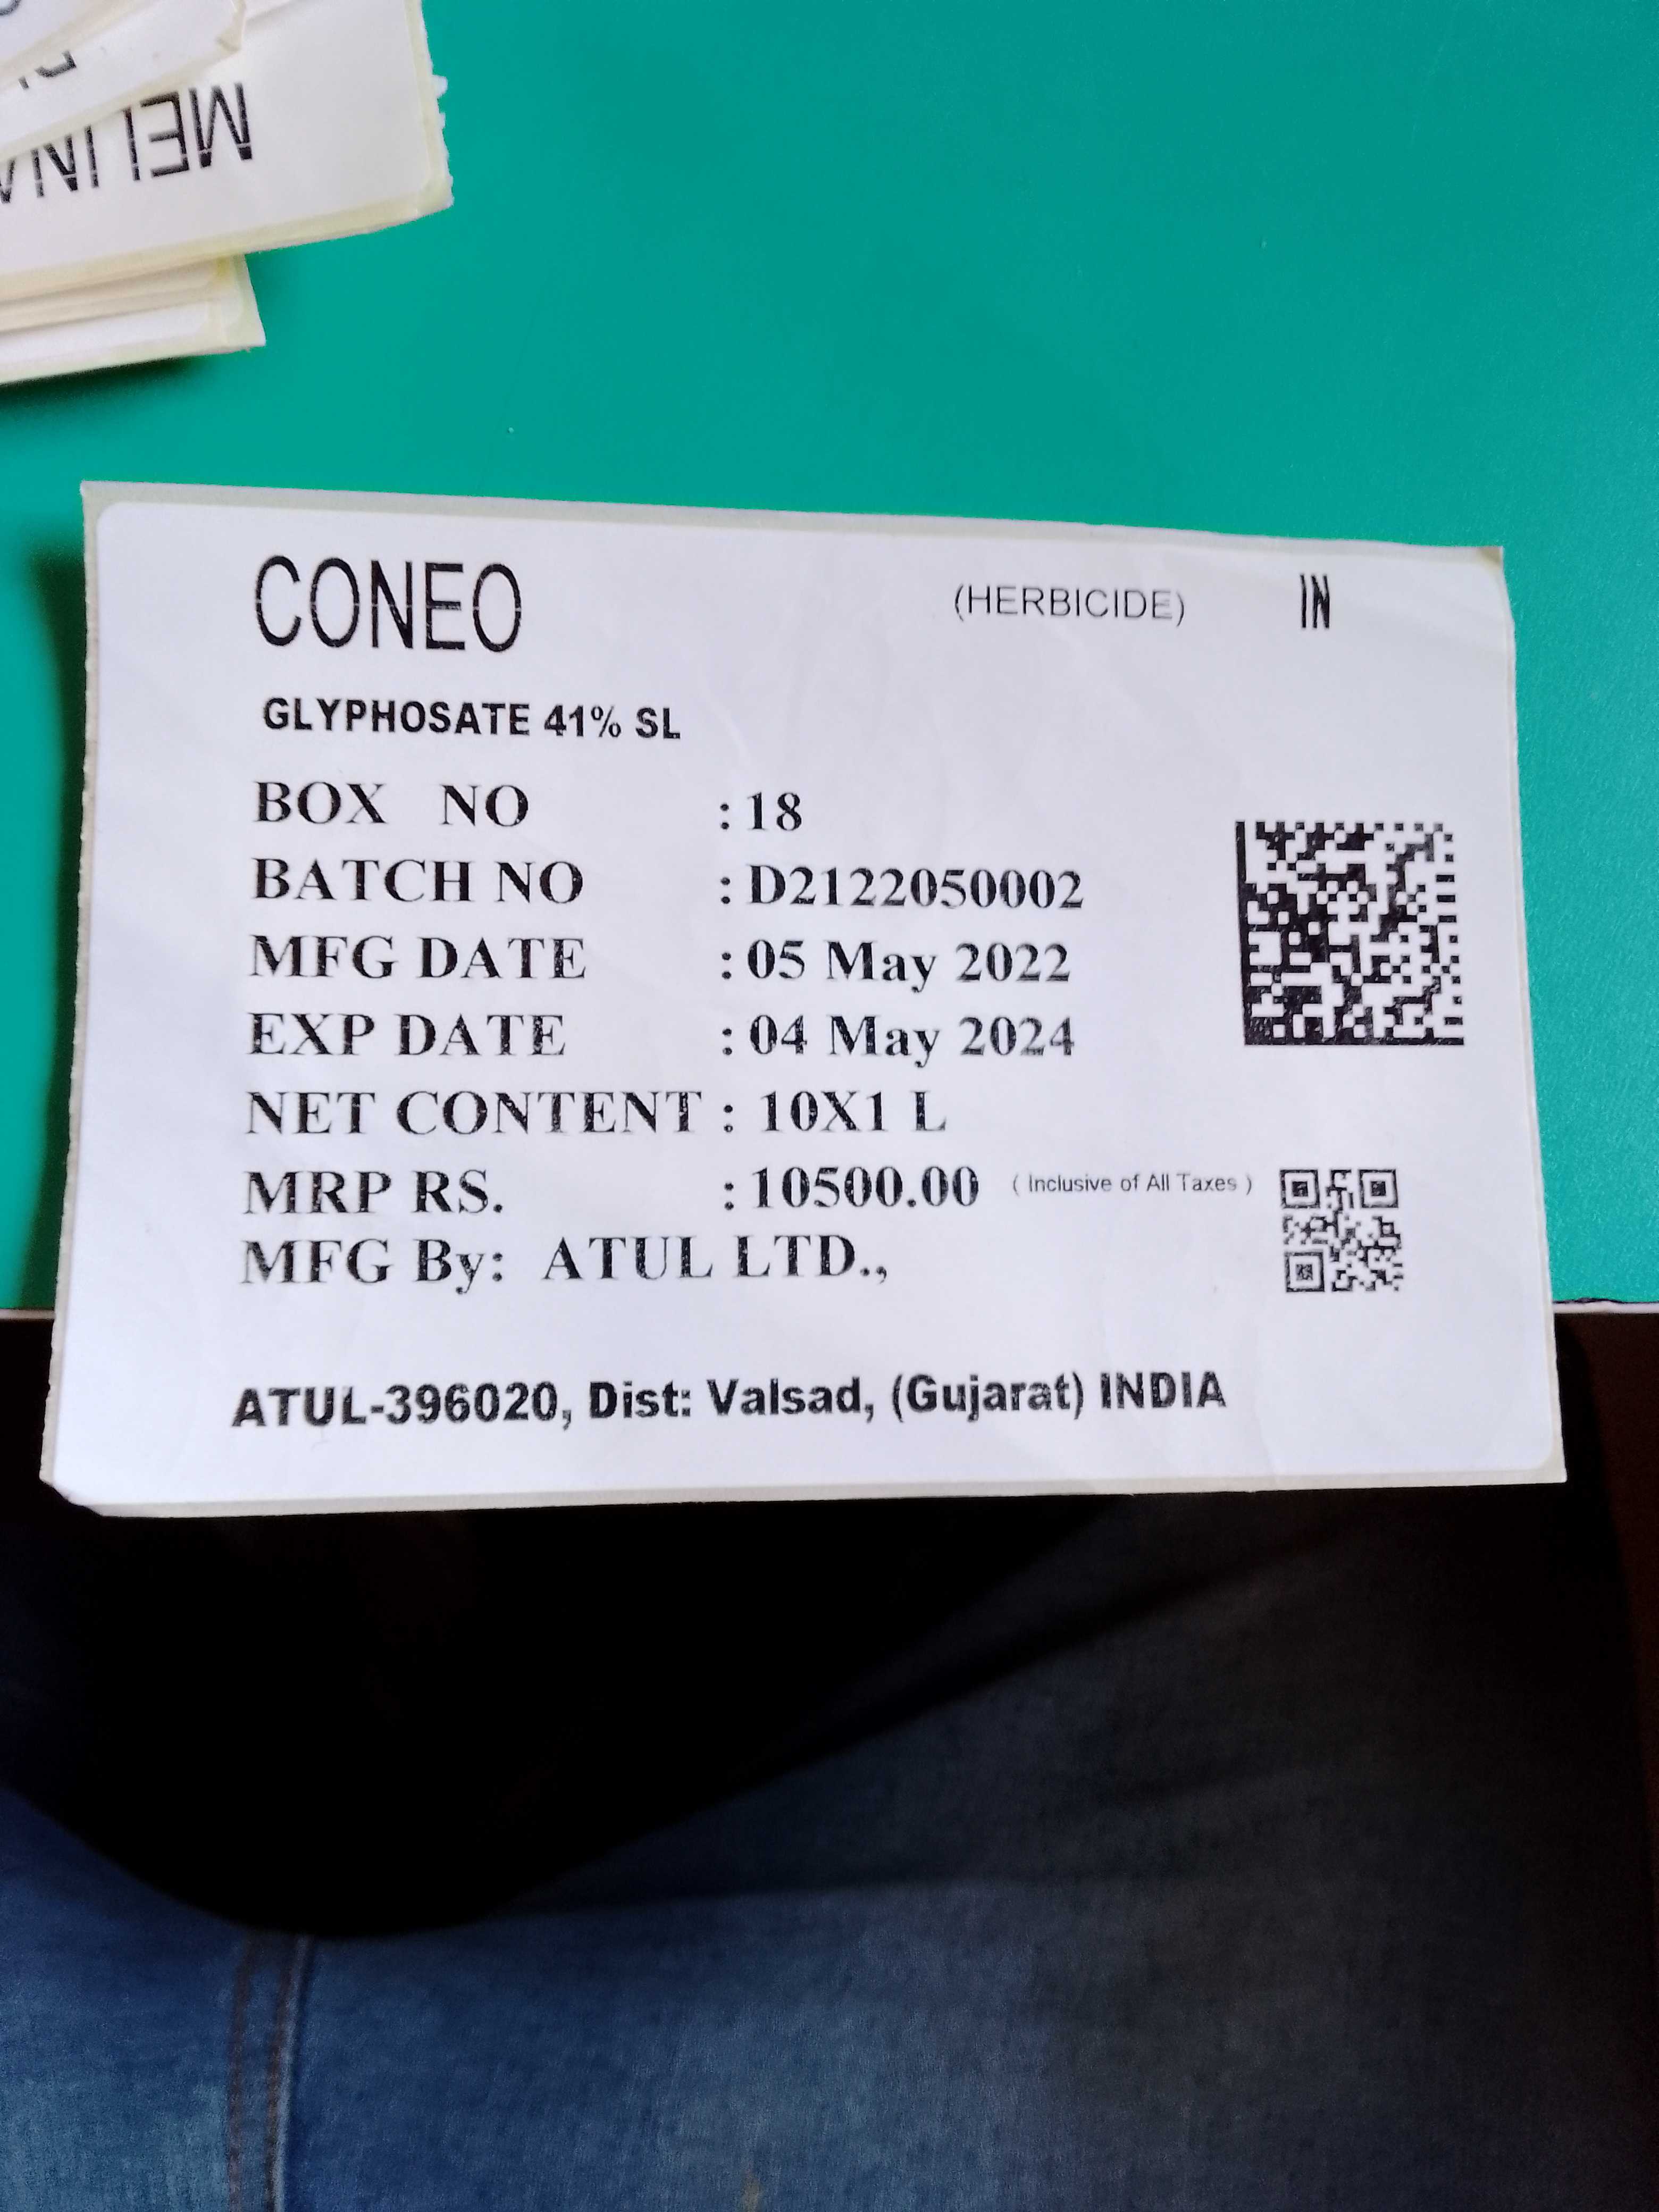 CONEO (HERBICIDE) IN
GLYPHOSATE 41% SL
BOX NO : 18
BATCH NO : D2122050002
MFG DATE : 05 May 2022
EXP DATE : 04 May 2024
NET CONTENT : 10X1 L
MRP RS. : 10500.00 ( Inclusive of All Taxes )
MFG By: ATUL LTD.,
ATUL-396020, Dist: Valsad, (Gujarat) INDIA